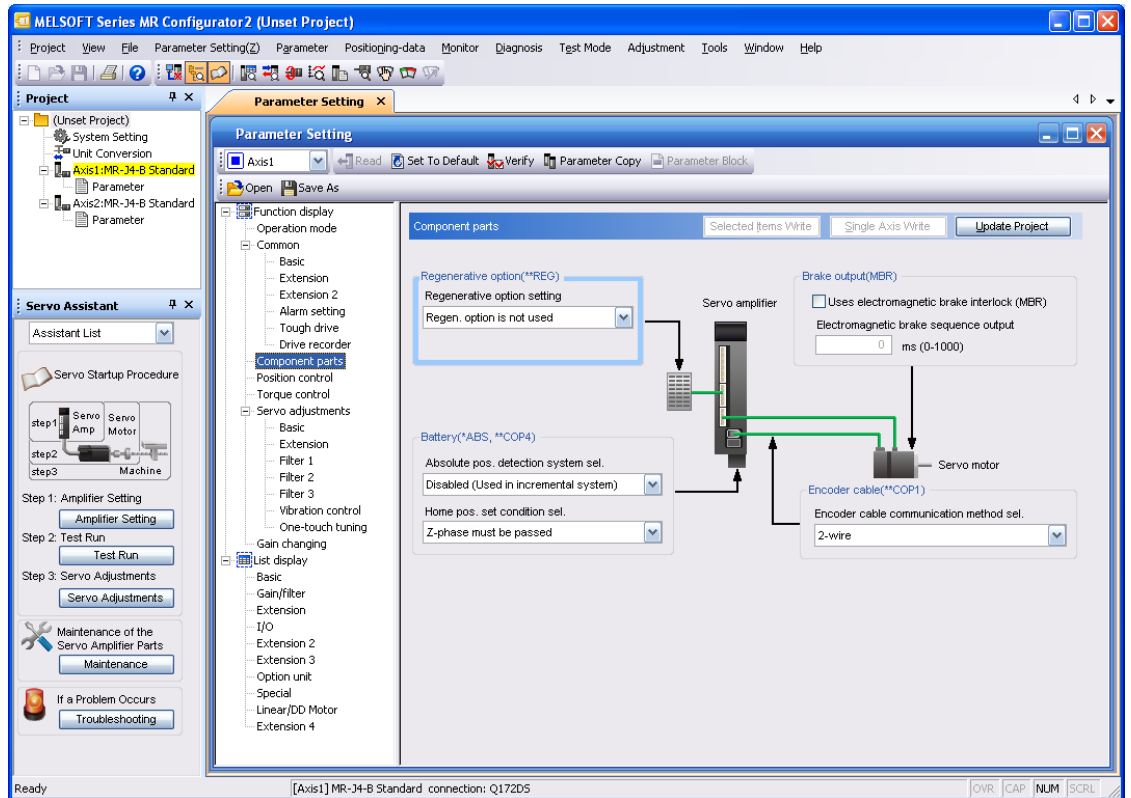 MELSOFT Series MR Configurator2 (Unset Project)
Project View File Parameter Setting(Z) Parameter Positioning-data Monitor Diagnosis Test Mode Adjustment Tools Window Help
Project
(Unset Project)
System Setting
Unit Conversion
Axis1:MR-J4-B Standard
Parameter
Axis2:MR-J4-B Standard
Parameter
Servo Assistant
Assistant List
Servo Startup Procedure
step1
Servo Amp
Servo Motor
step2
step3
Machine
Step 1: Amplifier Setting
Amplifier Setting
Step 2: Test Run
Test Run
Step 3: Servo Adjustments
Servo Adjustments
Maintenance of the
Servo Amplifier Parts
Maintenance
If a Problem Occurs
Troubleshooting
Parameter Setting
Parameter Setting
Axis1 Read Set To Default Verify Parameter Copy Parameter Block
Open Save As
Function display
Operation mode
Common
Basic
Extension
Extension 2
Alarm setting
Tough drive
Drive recorder
Component parts
Position control
Torque control
Servo adjustments
Basic
Extension
Filter 1
Filter 2
Filter 3
Vibration control
One-touch tuning
Gain changing
List display
Basic
Gain/filter
Extension
I/O
Extension 2
Extension 3
Option unit
Special
Linear/DD Motor
Extension 4
Component parts Selected Items Write Single Axis Write Update Project
Regenerative option(**REG)
Regenerative option setting
Regen. option is not used
Servo amplifier
Brake output(MBR)
Uses electromagnetic brake interlock (MBR)
Electromagnetic brake sequence output
0 ms (0-1000)
Battery(*ABS, **COP4)
Absolute pos. detection system sel.
Disabled (Used in incremental system)
Home pos. set condition sel.
Z-phase must be passed
Servo motor
Encoder cable(**COP1)
Encoder cable communication method sel.
2-wire
Ready [Axis1] MR-J4-B Standard connection: Q172DS OVR CAP NUM SCRL